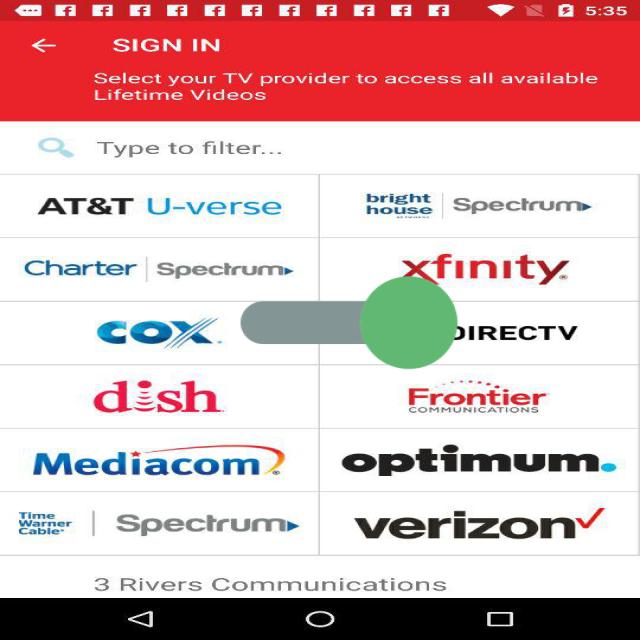 5:35
SIGN IN
Select your TV provider to access all available
Lifetime Videos
Type to filter...
AT&T U-verse
bright house NETWORKS | Spectrum
Charter | Spectrum
xfinity
COX
DIRECTV
dish
Frontier
COMMUNICATIONS
Mediacom
optimum.
Time Warner Cable | Spectrum
verizon
3 Rivers Communications